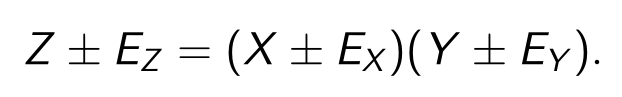 Z ± E_Z = (X ± E_X)(Y ± E_Y).